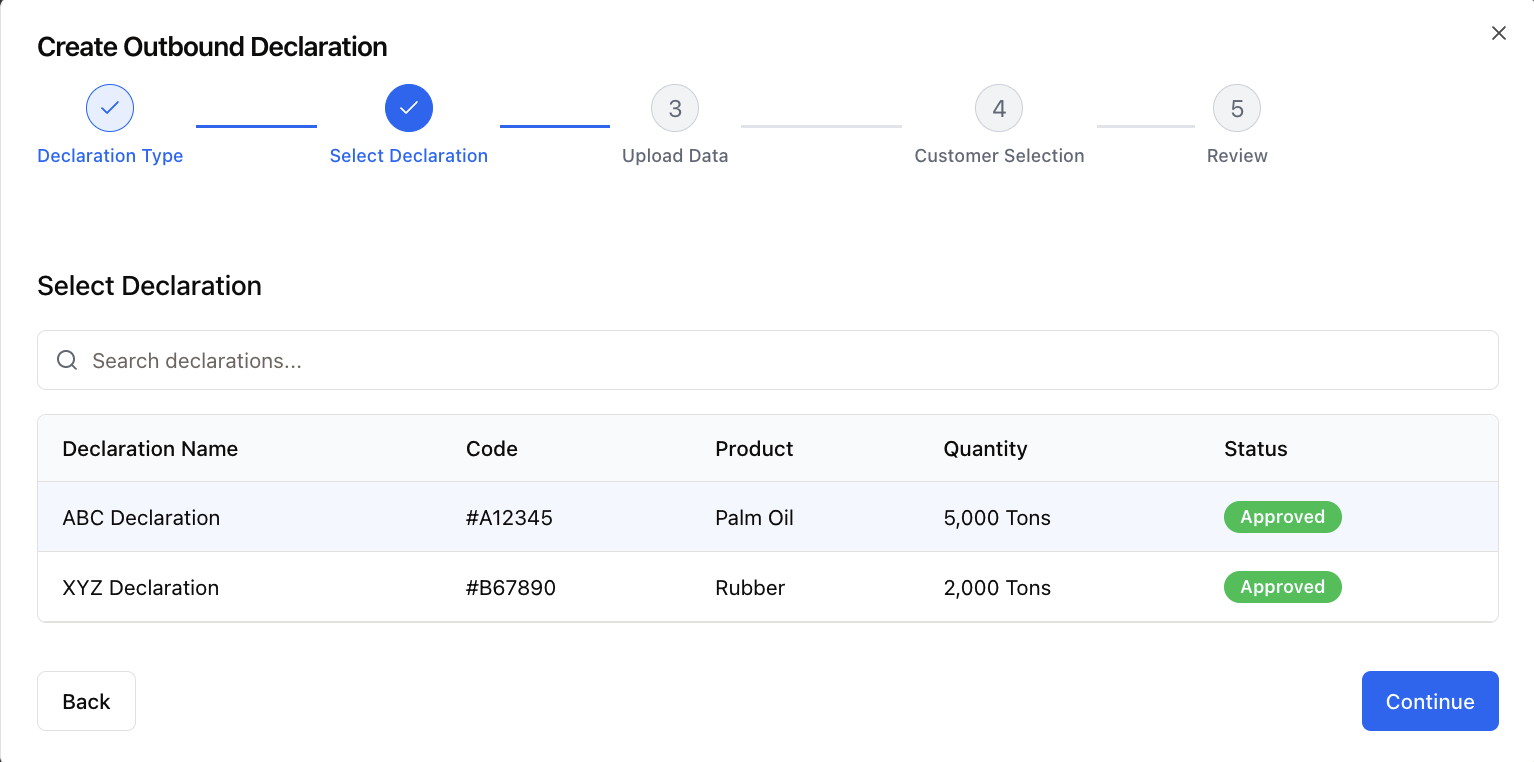 Create Outbound Declaration
3 4 5
Declaration Type Select Declaration Upload Data Customer Selection Review
Select Declaration
Search declarations...
Declaration Name Code Product Quantity Status
ABC Declaration #A12345 Palm Oil 5,000 Tons Approved
XYZ Declaration #B67890 Rubber 2,000 Tons Approved
Back Continue